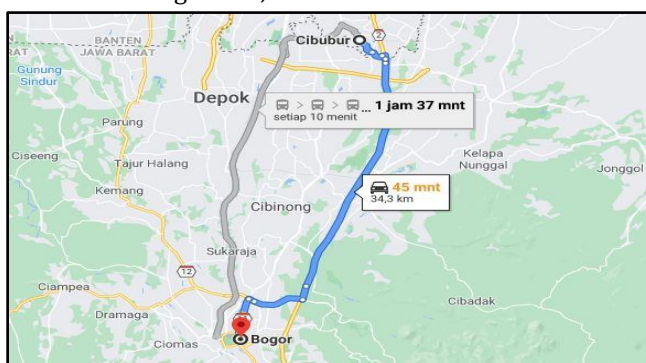 BANTEN
JAWA BARAT
Cibubur
2
Gunung
Sindur
Depok
... 1 jam 37 mnt
setiap 10 menit
Parung
Ciseeng
Tajur Halang
Kelapa
Nunggal
Jonggol
Kemang
45 mnt
34,3 km
Cibinong
Sukaraja
12
Ciampea
Cibadak
Dramaga
Ciomas
Bogor